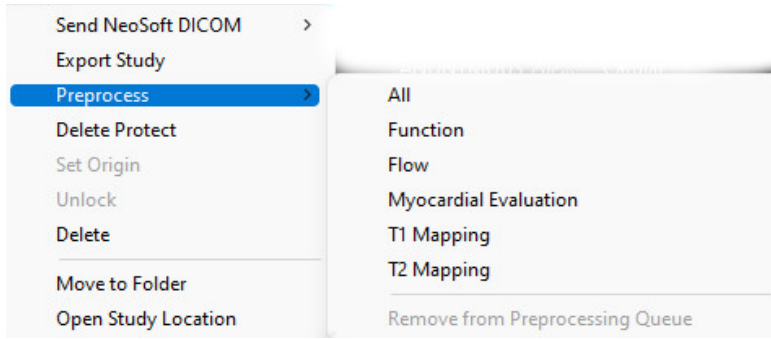 Send NeoSoft DICOM
Export Study
Preprocess
Delete Protect
Set Origin
Unlock
Delete
Move to Folder
Open Study Location
All
Function
Flow
Myocardial Evaluation
T1 Mapping
T2 Mapping
Remove from Preprocessing Queue